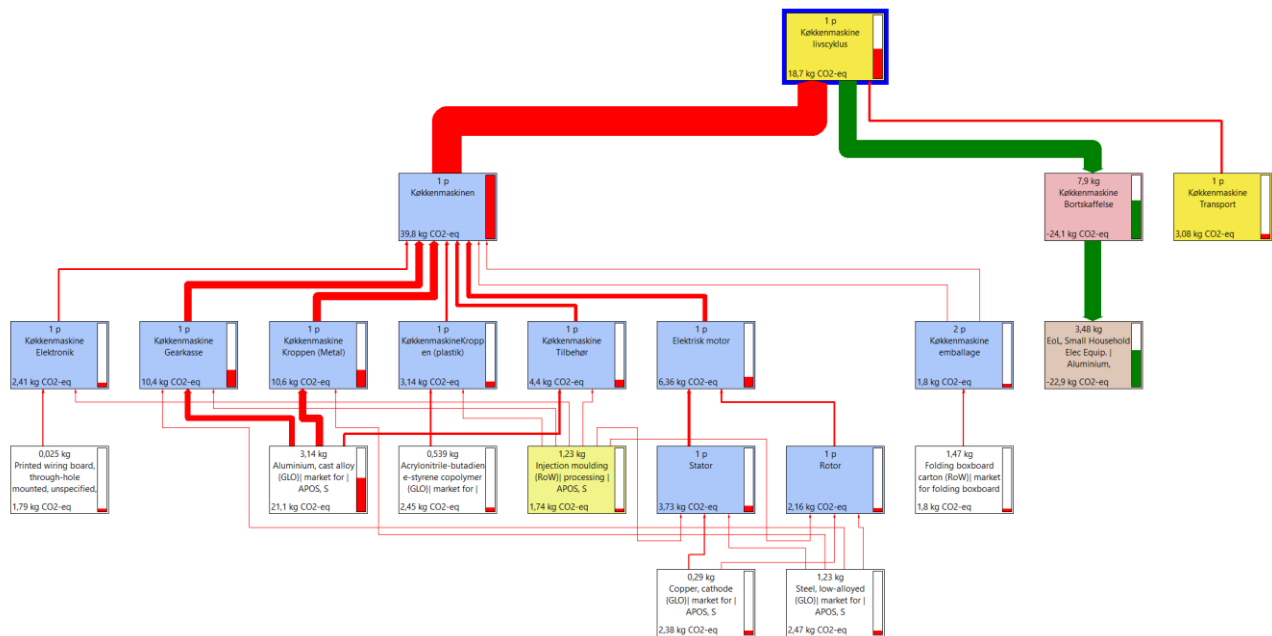 1 p
Køkkenmaskine
livscyklus
18,7 kg CO2-eq
1 p
Køkkenmaskinen
39,8 kg CO2-eq
7,9 kg
Køkkenmaskine
Bortskaffelse
-24,1 kg CO2-eq
1 p
Køkkenmaskine
Transport
3,08 kg CO2-eq
1 p
Køkkenmaskine
Elektronik
2,41 kg CO2-eq
1 p
Køkkenmaskine
Gearkasse
10,4 kg CO2-eq
1 p
Køkkenmaskine
Kroppen (Metal)
10,6 kg CO2-eq
1 p
KøkkenmaskineKropp
en (plastik)
3,14 kg CO2-eq
1 p
Køkkenmaskine
Tilbehør
4,4 kg CO2-eq
1 p
Elektrisk motor
6,36 kg CO2-eq
2 p
Køkkenmaskine
emballage
1,8 kg CO2-eq
3,48 kg
EoL, Small Household
Elec Equip. |
Aluminium,
-22,9 kg CO2-eq
0,025 kg
Printed wiring board,
through-hole
mounted, unspecified,
1,79 kg CO2-eq
3,14 kg
Aluminium, cast alloy
{GLO}| market for |
APOS, S
21,1 kg CO2-eq
0,539 kg
Acrylonitrile-butadien
e-styrene copolymer
{GLO}| market for |
2,45 kg CO2-eq
1,23 kg
Injection moulding
{RoW}| processing |
APOS, S
1,74 kg CO2-eq
1 p
Stator
3,73 kg CO2-eq
1 p
Rotor
2,16 kg CO2-eq
1,47 kg
Folding boxboard
carton {RoW}| market
for folding boxboard
1,8 kg CO2-eq
0,29 kg
Copper, cathode
{GLO}| market for |
APOS, S
2,38 kg CO2-eq
1,23 kg
Steel, low-alloyed
{GLO}| market for |
APOS, S
2,47 kg CO2-eq